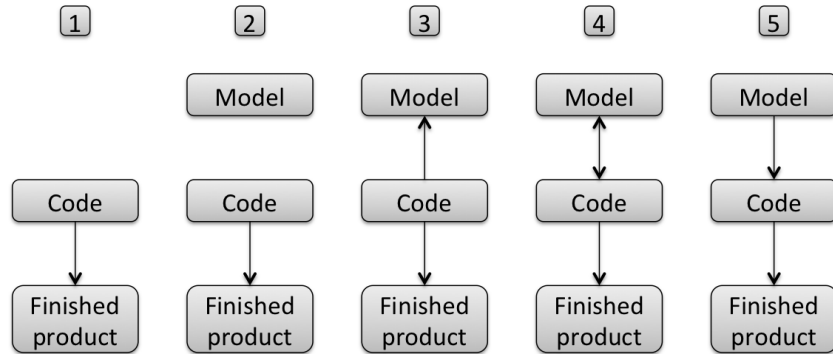 1 2 3 4 5
Model Model Model Model
Code Code Code Code Code
Finished Finished Finished Finished Finished
product product product product product